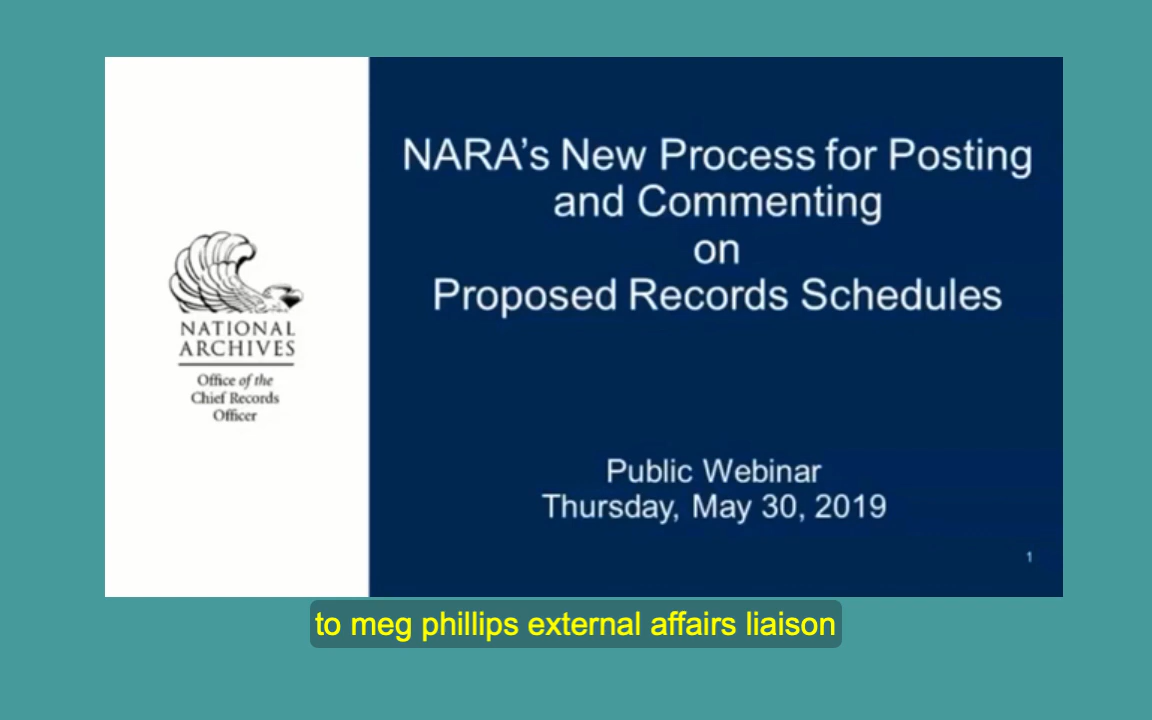 NARA's New Process for Posting
and Commenting
on
Proposed Records Schedules
NATIONAL
ARCHIVES
Office of the
Chief Records
Officer
Public Webinar
Thursday, May 30, 2019
1
to meg phillips external affairs liaison